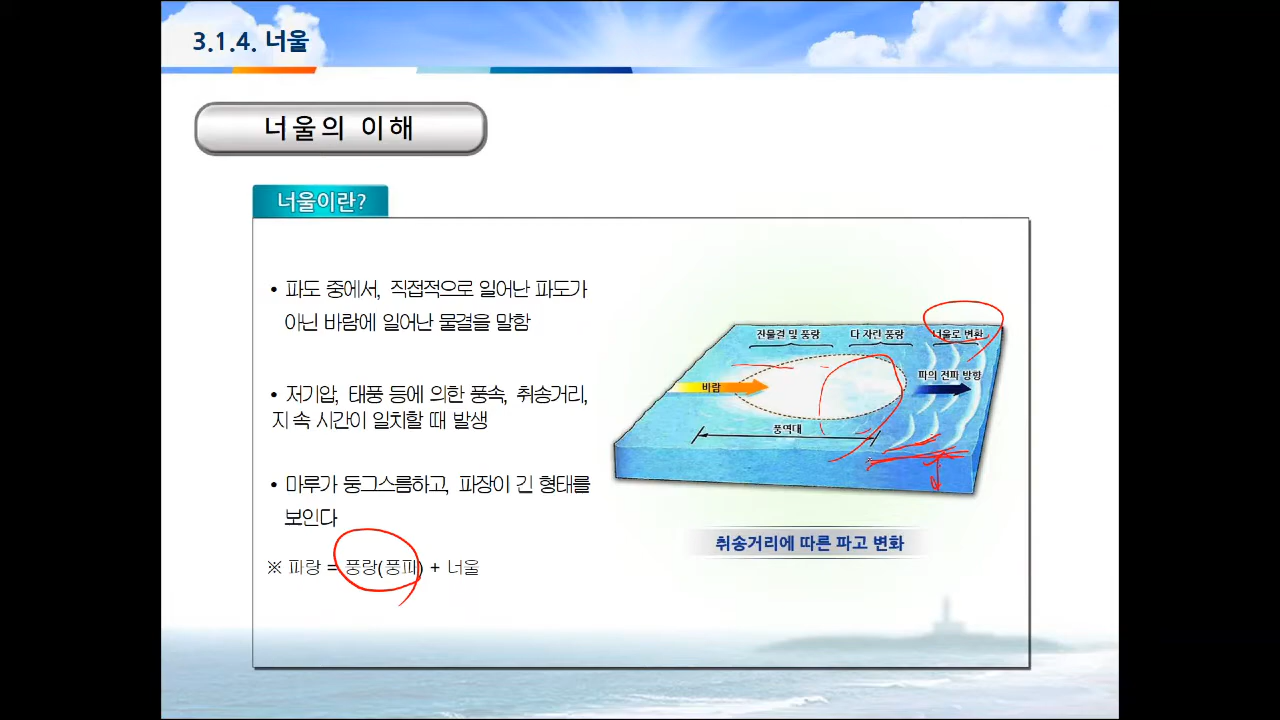 3.1.4. 너울
너울의 이해
너울이란?
• 파도 중에서, 직접적으로 일어난 파도가
아닌 바람에 일어난 물결을 말함
• 저기압, 태풍 등에 의한 풍속, 취송거리,
지속 시간이 일치할 때 발생
• 마루가 둥그스름하고, 파장이 긴 형태를
보인다
※ 파랑 = 풍랑(풍파) + 너울
잔물결 및 풍랑
다 자란 풍랑
너울로 변환
바람
파의 전파 방향
풍역대
취송거리에 따른 파고 변화